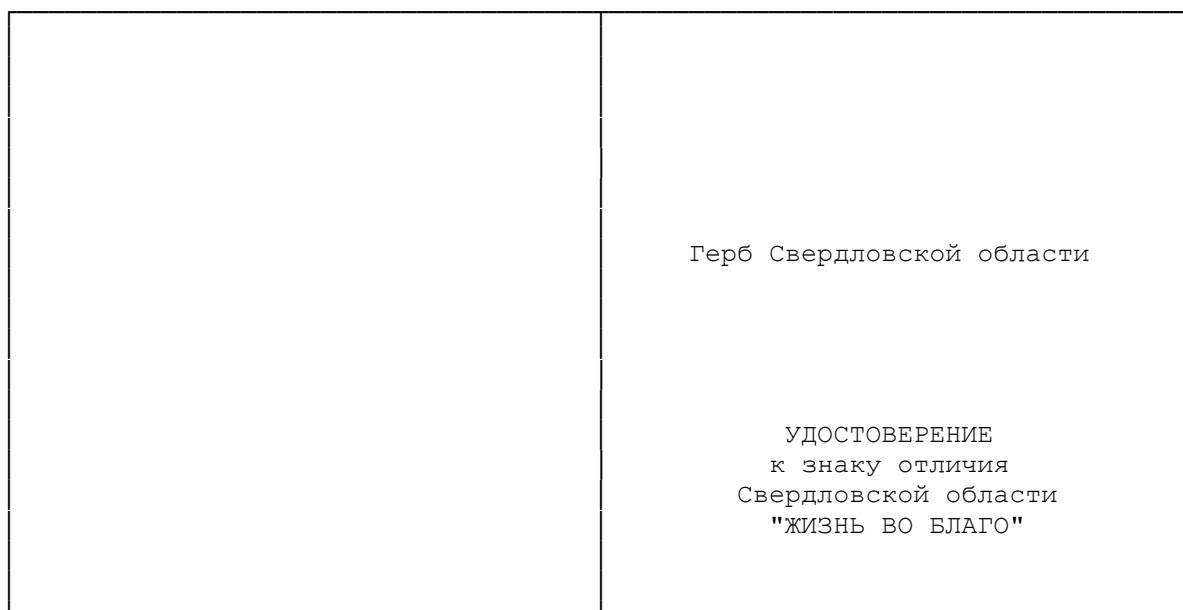 Герб Свердловской области
УДОСТОВЕРЕНИЕ
к знаку отличия
Свердловской области
"ЖИЗНЬ ВО БЛАГО"